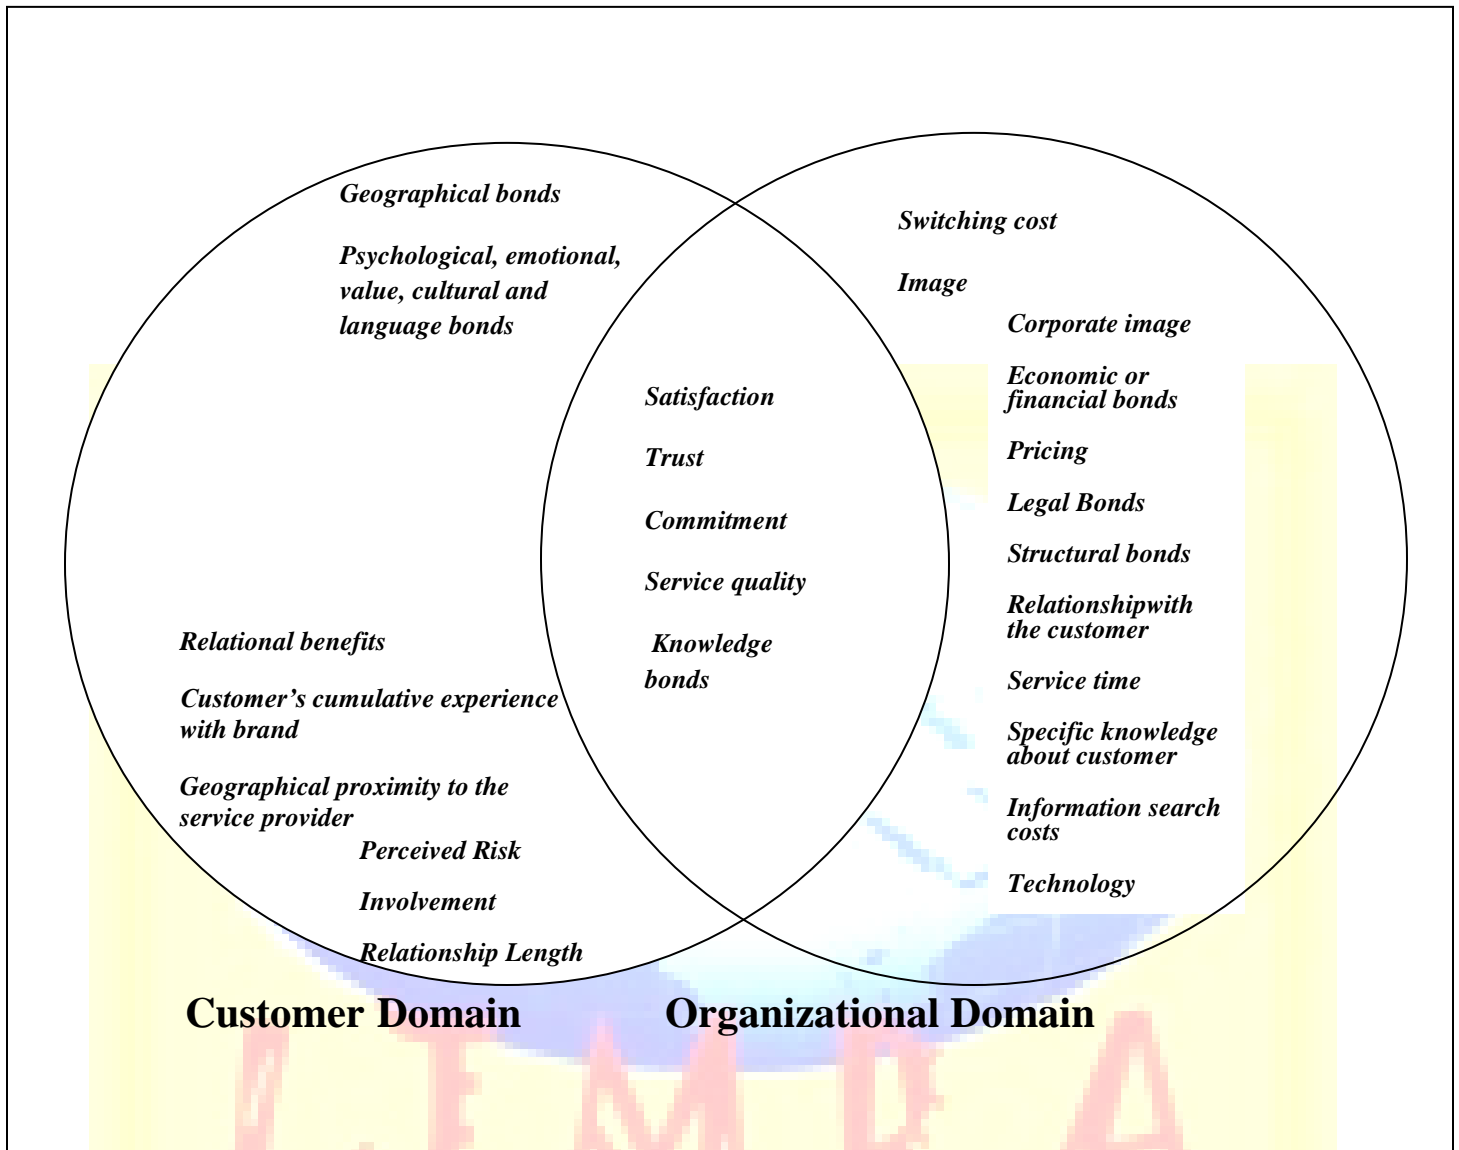 Geographical bonds
Psychological, emotional,
value, cultural and
language bonds
Relational benefits
Customer’s cumulative experience
with brand
Geographical proximity to the
service provider
Perceived Risk
Involvement
Relationship Length
Satisfaction
Trust
Commitment
Service quality
Knowledge
bonds
Switching cost
Image
Corporate image
Economic or
financial bonds
Pricing
Legal Bonds
Structural bonds
Relationshipwith
the customer
Service time
Specific knowledge
about customer
Information search
costs
Technology
Customer Domain
Organizational Domain